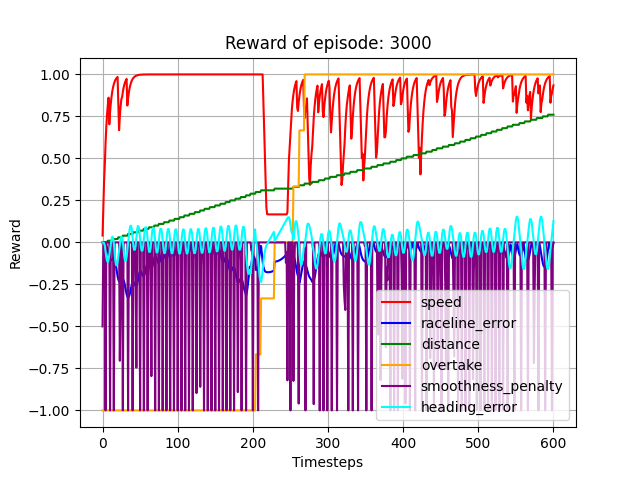 Reward of episode: 3000
1.00
0.75
0.50
0.25
0.00
−0.25
−0.50
−0.75
−1.00
Reward
speed
raceline_error
distance
overtake
smoothness_penalty
heading_error
0 100 200 300 400 500 600
Timesteps